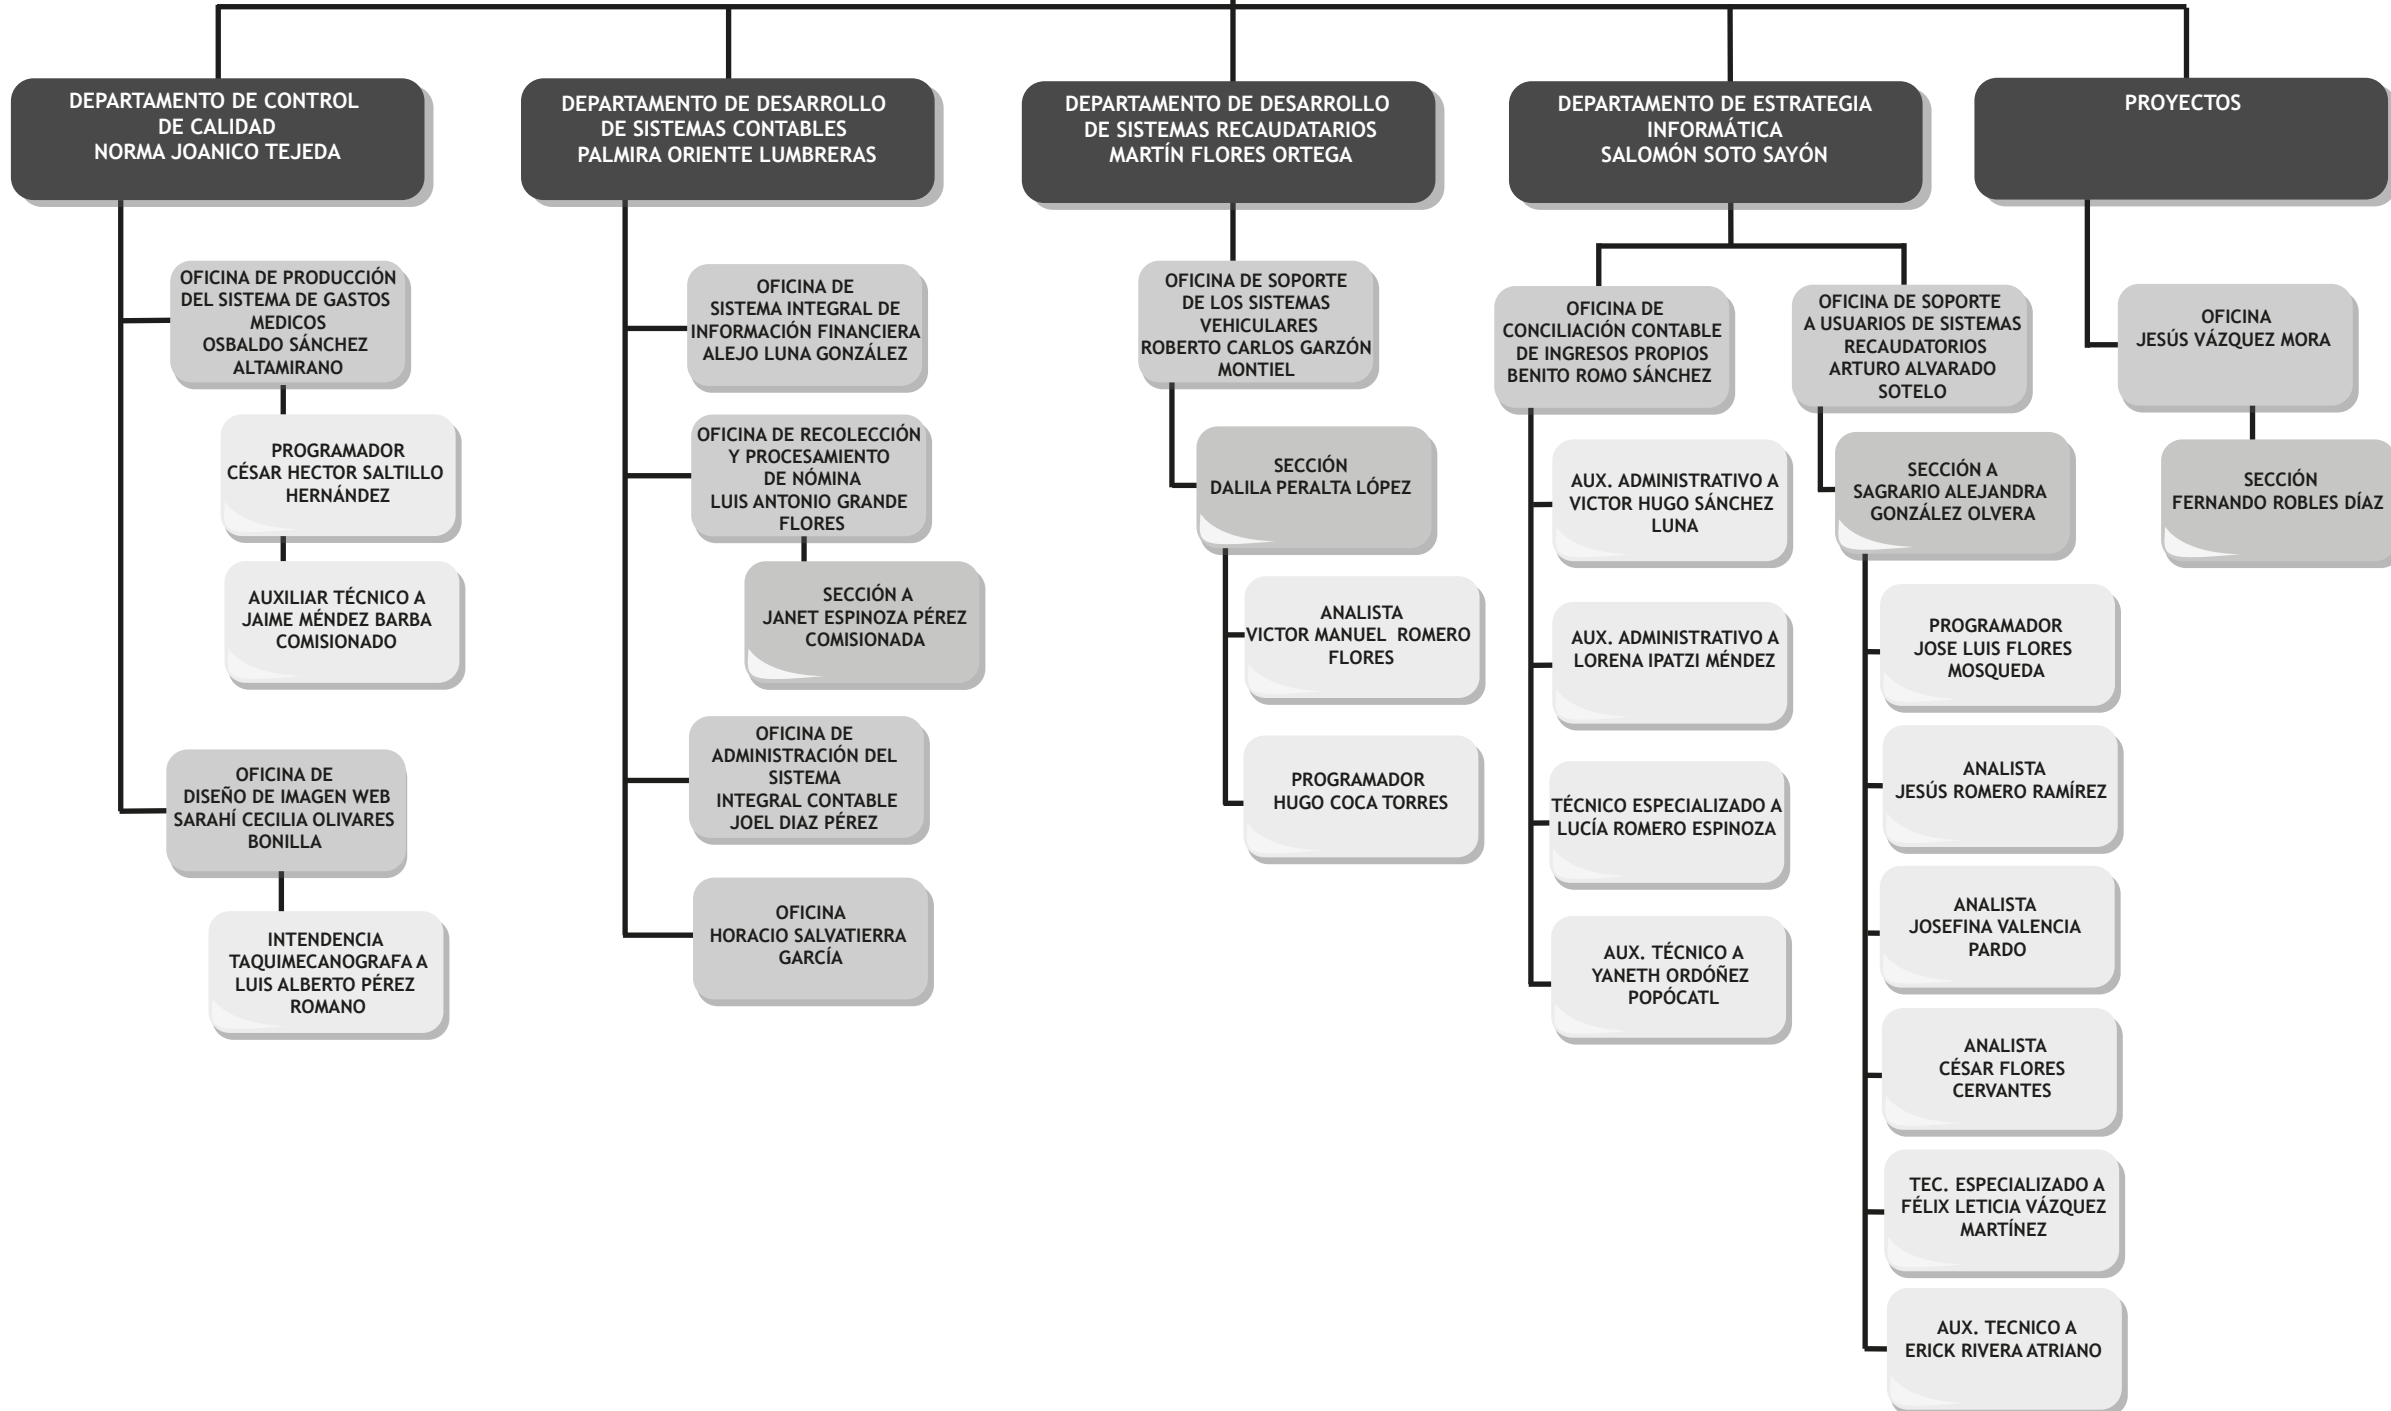 DEPARTAMENTO DE CONTROL
DE CALIDAD
NORMA JOANICO TEJEDA
DEPARTAMENTO DE DESARROLLO
DE SISTEMAS CONTABLES
PALMIRA ORIENTE LUMBRERAS
DEPARTAMENTO DE DESARROLLO
DE SISTEMAS RECAUDATARIOS
MARTÍN FLORES ORTEGA
DEPARTAMENTO DE ESTRATEGIA
INFORMÁTICA
SALOMÓN SOTO SAYÓN
PROYECTOS
OFICINA DE PRODUCCIÓN
DEL SISTEMA DE GASTOS
MEDICOS
OSBALDO SÁNCHEZ
ALTAMIRANO
PROGRAMADOR
CÉSAR HECTOR SALTILLO
HERNÁNDEZ
AUXILIAR TÉCNICO A
JAIME MÉNDEZ BARBA
COMISIONADO
OFICINA DE
DISEÑO DE IMAGEN WEB
SARAHÍ CECILIA OLIVARES
BONILLA
INTENDENCIA
TAQUIMECANOGRAFA A
LUIS ALBERTO PÉREZ
ROMANO
OFICINA DE
SISTEMA INTEGRAL DE
INFORMACIÓN FINANCIERA
ALEJO LUNA GONZÁLEZ
OFICINA DE RECOLECCIÓN
Y PROCESAMIENTO
DE NÓMINA
LUIS ANTONIO GRANDE
FLORES
SECCIÓN A
JANET ESPINOZA PÉREZ
COMISIONADA
OFICINA DE
ADMINISTRACIÓN DEL
SISTEMA
INTEGRAL CONTABLE
JOEL DIAZ PÉREZ
OFICINA
HORACIO SALVATIERRA
GARCÍA
OFICINA DE SOPORTE
DE LOS SISTEMAS
VEHICULARES
ROBERTO CARLOS GARZÓN
MONTIEL
SECCIÓN
DALILA PERALTA LÓPEZ
ANALISTA
VICTOR MANUEL ROMERO
FLORES
PROGRAMADOR
HUGO COCA TORRES
OFICINA DE
CONCILIACIÓN CONTABLE
DE INGRESOS PROPIOS
BENITO ROMO SÁNCHEZ
AUX. ADMINISTRATIVO A
VICTOR HUGO SÁNCHEZ
LUNA
AUX. ADMINISTRATIVO A
LORENA IPATZI MÉNDEZ
TÉCNICO ESPECIALIZADO A
LUCÍA ROMERO ESPINOZA
AUX. TÉCNICO A
YANETH ORDÓÑEZ
POPÓCATL
OFICINA DE SOPORTE
A USUARIOS DE SISTEMAS
RECAUDATORIOS
ARTURO ALVARADO
SOTELO
SECCIÓN A
SAGRARIO ALEJANDRA
GONZÁLEZ OLVERA
PROGRAMADOR
JOSE LUIS FLORES
MOSQUEDA
ANALISTA
JESÚS ROMERO RAMÍREZ
ANALISTA
JOSEFINA VALENCIA
PARDO
ANALISTA
CÉSAR FLORES
CERVANTES
TEC. ESPECIALIZADO A
FÉLIX LETICIA VÁZQUEZ
MARTÍNEZ
AUX. TECNICO A
ERICK RIVERA ATRIANO
OFICINA
JESÚS VÁZQUEZ MORA
SECCIÓN
FERNANDO ROBLES DÍAZ